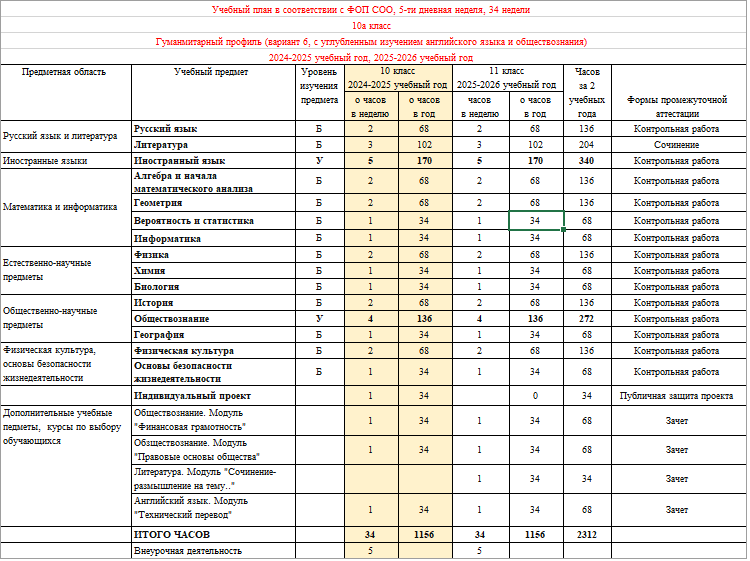 Учебный план в соответствии с ФОП СОО, 5-ти дневная неделя, 34 недели
10а класс
Гуманмитарный профиль (вариант 6, с углубленным изучением английского языка и обществознания)
2024-2025 учебный год, 2025-2026 учебный год
Предметная область Учебный предмет Уровень изучения предмета 10 класс 2024-2025 учебный год 11 класс 2025-2026 учебный год Часов за 2 учебных года Формы промежуточной аттестации
о часов в неделю о часов в год часов в неделю о часов в год
Русский язык и литература Русский язык Б 2 68 2 68 136 Контрольная работа
Литература Б 3 102 3 102 204 Сочинение
Иностранные языки Иностранный язык У 5 170 5 170 340 Контрольная работа
Математика и информатика Алгебра и начала математического анализа Б 2 68 2 68 136 Контрольная работа
Геометрия Б 2 68 2 68 136 Контрольная работа
Вероятность и статистика Б 1 34 1 34 68 Контрольная работа
Информатика Б 1 34 1 34 68 Контрольная работа
Естественно-научные предметы Физика Б 2 68 2 68 136 Контрольная работа
Химия Б 1 34 1 34 68 Контрольная работа
Биология Б 1 34 1 34 68 Контрольная работа
Общественно-научные предметы История Б 2 68 2 68 136 Контрольная работа
Обществознание У 4 136 4 136 272 Контрольная работа
География Б 1 34 1 34 68 Контрольная работа
Физическая культура, основы безопасности жизнедеятельности Физическая культура Б 2 68 2 68 136 Контрольная работа
Основы безопасности жизнедеятельности Б 1 34 1 34 68 Контрольная работа
Индивидуальный проект 1 34 0 34 Публичная защита проекта
Дополнительные учебные педметы, курсы по выбору обучающихся Обществознание. Модуль "Финансовая грамотность" 1 34 1 34 68 Зачет
Обзществознание. Модуль "Правовые основы общества" 1 34 1 34 68 Зачет
Литература. Модуль "Сочинение-размышление на тему.." 1 34 34 Зачет
Английский язык. Модуль "Технический перевод" 1 34 1 34 68 Зачет
ИТОГО ЧАСОВ 34 1156 34 1156 2312
Внеурочная деятельность 5 5